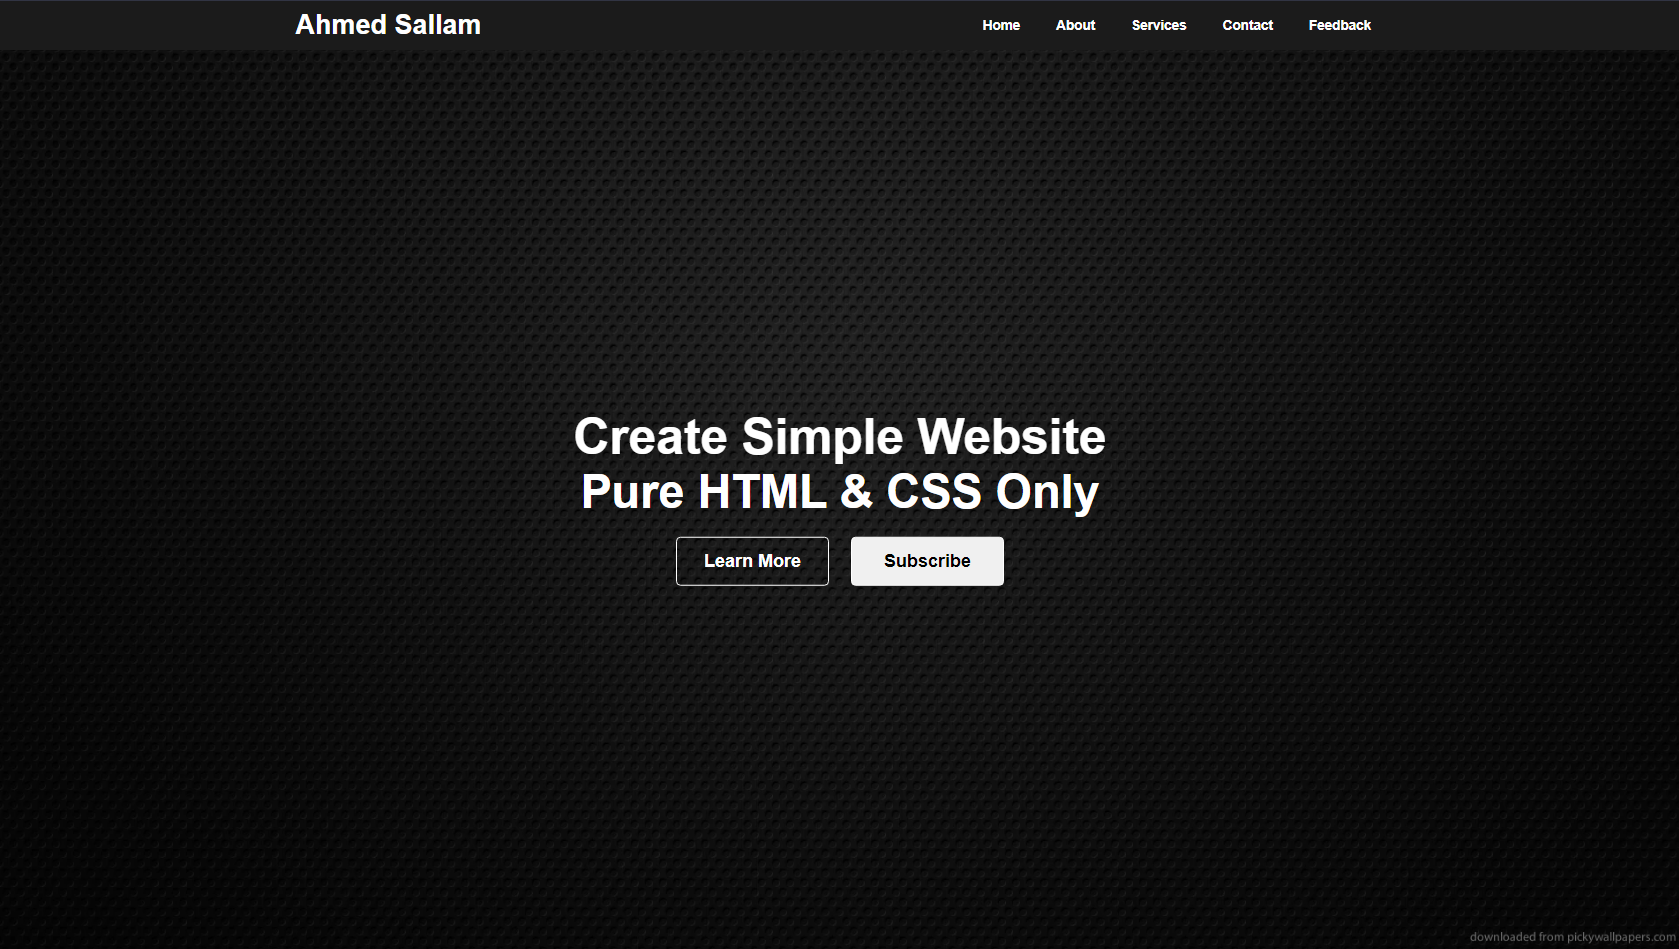 Ahmed Sallam
Home About Services Contact Feedback
Create Simple Website
Pure HTML & CSS Only
Learn More Subscribe
downloaded from pickywallpapers.com